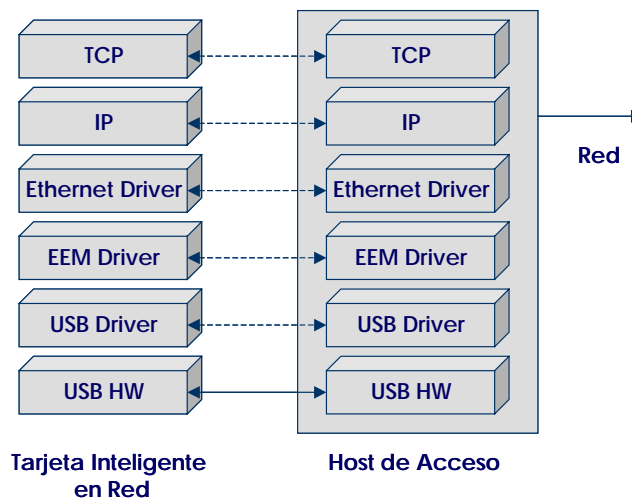 TCP
TCP
IP
IP
Red
Ethernet Driver
Ethernet Driver
EEM Driver
EEM Driver
USB Driver
USB Driver
USB HW
USB HW
Tarjeta Inteligente
en Red
Host de Acceso